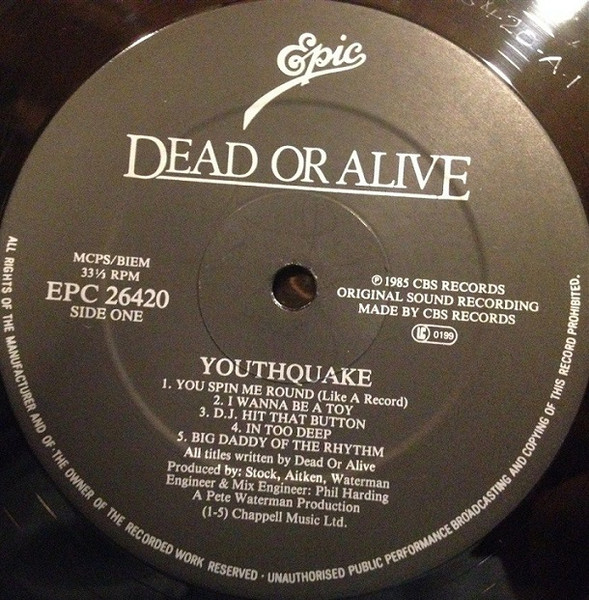 Epic
DEAD OR ALIVE
MCPS/BIEM
33⅓ RPM
EPC 26420
SIDE ONE
℗ 1985 CBS RECORDS
ORIGINAL SOUND RECORDING
MADE BY CBS RECORDS
LC 0199
YOUTHQUAKE
1. YOU SPIN ME ROUND (Like A Record)
2. I WANNA BE A TOY
3. D.J. HIT THAT BUTTON
4. IN TOO DEEP
5. BIG DADDY OF THE RHYTHM
All titles written by Dead Or Alive
Produced by: Stock, Aitken, Waterman
Engineer & Mix Engineer: Phil Harding
A Pete Waterman Production
(1-5) Chappell Music Ltd.
ALL RIGHTS OF THE MANUFACTURER AND OF THE OWNER OF THE RECORDED WORK RESERVED · UNAUTHORISED PUBLIC PERFORMANCE BROADCASTING AND COPYING OF THIS RECORD PROHIBITED.